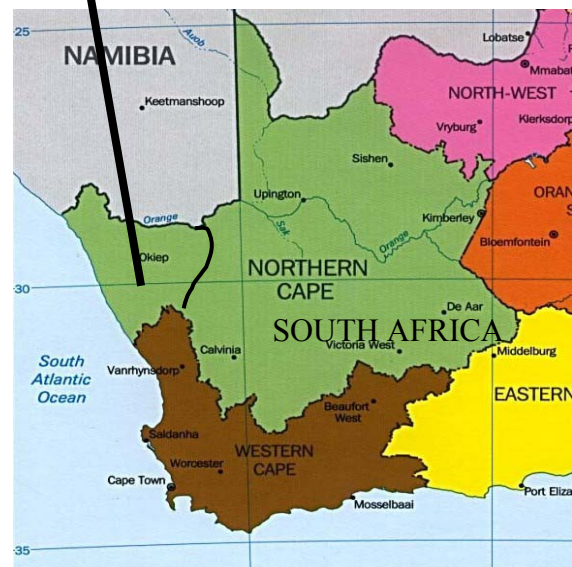 -25
Auob
Lobatse
NAMIBIA
Mmabat
Keetmanshoop
NORTH-WEST
Vryburg
Klerksdorp
Sishen
Upington
ORAN
S
Orange
Sak
Kimberley
Orange
Bloemfontein
Okiep
NORTHERN
CAPE
-30
De Aar
SOUTH AFRICA
Victoria West
Middelburg
South
Atlantic
Ocean
Calvinia
Vanrhynsdorp
EASTERN
Beaufort
West
Saldanha
WESTERN
CAPE
Worcester
Cape Town
Mosselbaai
Port Eliza
-35